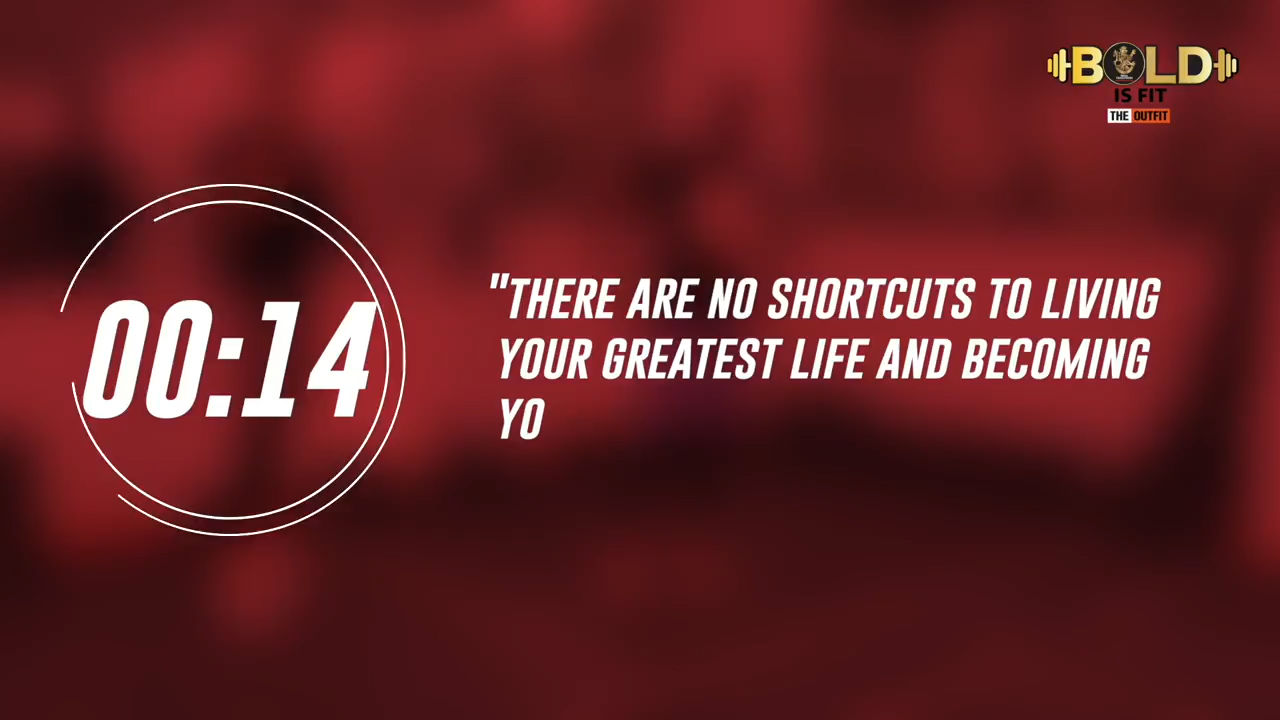 BOLD
IS FIT
THE OUTFIT
00:14
"THERE ARE NO SHORTCUTS TO LIVING
YOUR GREATEST LIFE AND BECOMING
YO